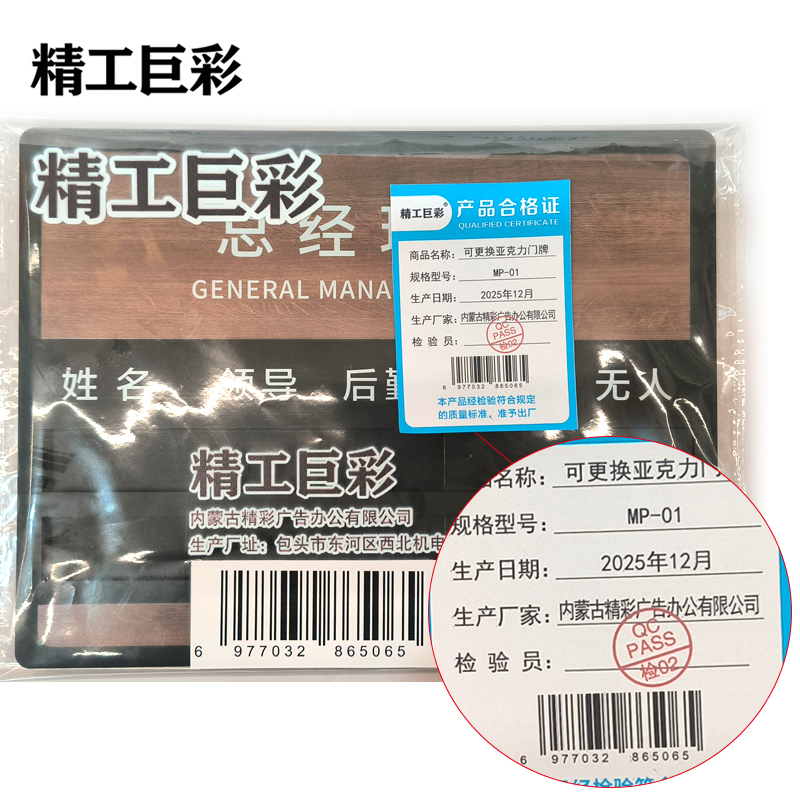 精工巨彩
精工巨彩
总经理
GENERAL MANA
姓名 领导 后勤 无人
精工巨彩
内蒙古精彩广告办公有限公司
生产厂址：包头市东河区西北机电
6 977032 865065
精工巨彩® 产品合格证
QUALIFIED CERTIFICATE
商品名称：可更换亚克力门牌
规格型号：MP-01
生产日期：2025年12月
生产厂家：内蒙古精彩广告办公有限公司
检 验 员：
QC
PASS
检02
6 977032 865065
本产品经检验符合规定
的质量标准、准予出厂
品名称：可更换亚克力门牌
规格型号：MP-01
生产日期：2025年12月
生产厂家：内蒙古精彩广告办公有限公司
检 验 员：
QC
PASS
检02
6 977032 865065
经检验符合